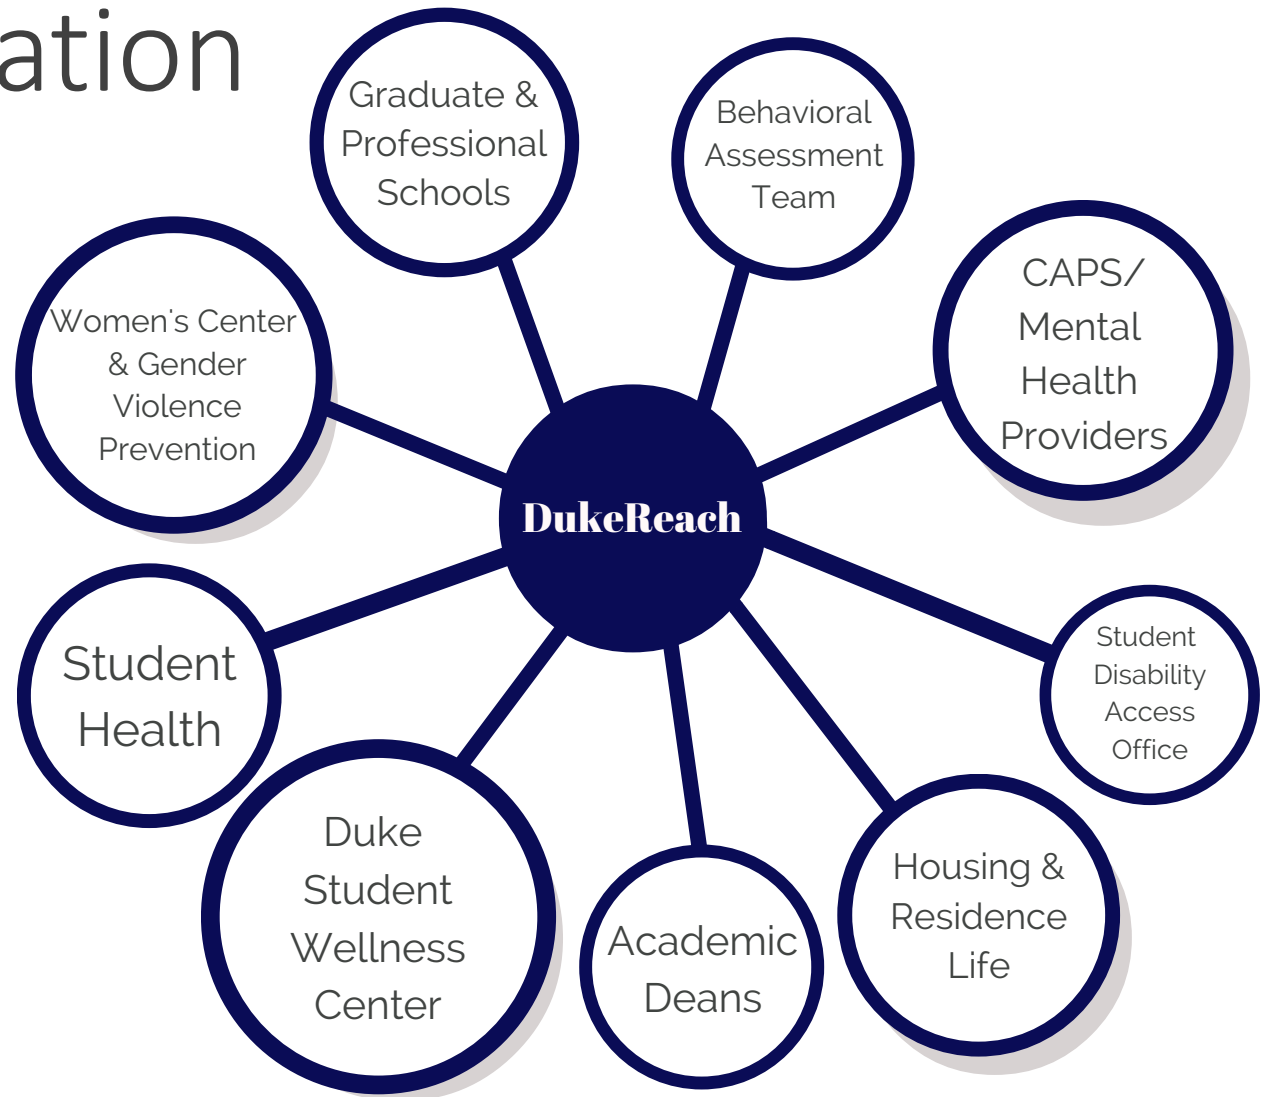 ation
Graduate &
Professional
Schools
Behavioral
Assessment
Team
CAPS/
Mental
Health
Providers
Women's Center
& Gender
Violence
Prevention
DukeReach
Student
Health
Student
Disability
Access
Office
Duke
Student
Wellness
Center
Academic
Deans
Housing &
Residence
Life